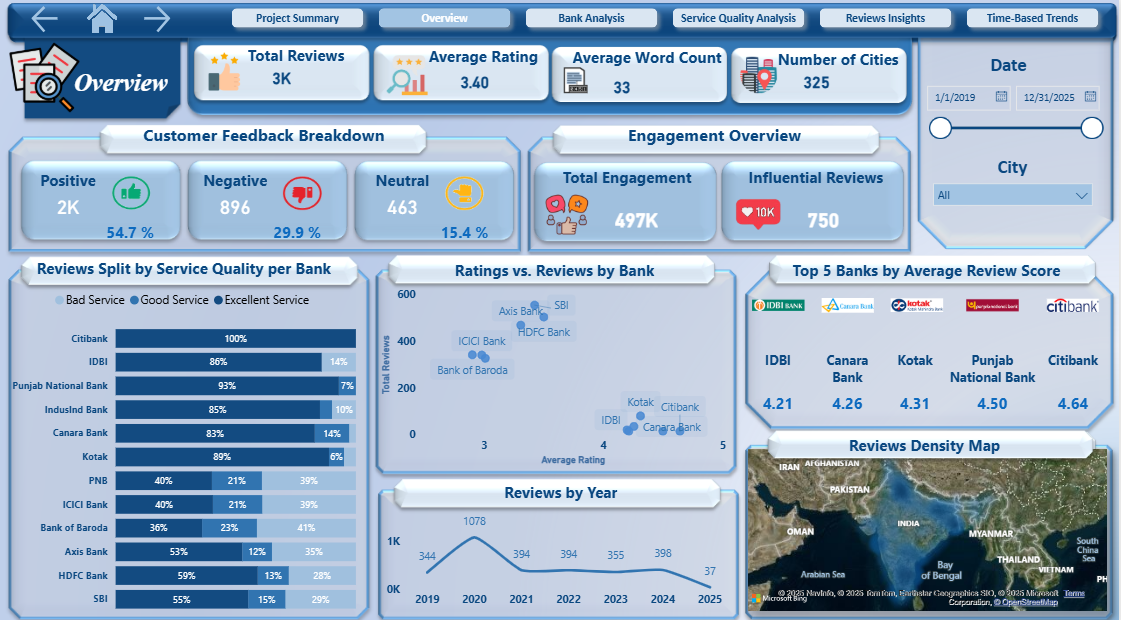 Project Summary
Overview
Bank Analysis
Service Quality Analysis
Reviews Insights
Time-Based Trends
Overview
Total Reviews
3K
Average Rating
3.40
Average Word Count
33
Number of Cities
325
Date
1/1/2019
12/31/2025
City
All
Customer Feedback Breakdown
Positive
2K
54.7 %
Negative
896
29.9 %
Neutral
463
15.4 %
Engagement Overview
Total Engagement
497K
Influential Reviews
10K
750
Reviews Split by Service Quality per Bank
Bad Service Good Service Excellent Service
Citibank 100%
IDBI 86% 14%
Punjab National Bank 93% 7%
IndusInd Bank 85% 10%
Canara Bank 83% 14%
Kotak 89% 6%
PNB 40% 21% 39%
ICICI Bank 40% 21% 39%
Bank of Baroda 36% 23% 41%
Axis Bank 53% 12% 35%
HDFC Bank 59% 13% 28%
SBI 55% 15% 29%
Ratings vs. Reviews by Bank
Total Reviews
600
400
200
0
Axis Bank
SBI
HDFC Bank
ICICI Bank
Bank of Baroda
Kotak
Citibank
IDBI
Canara Bank
3 4 5
Average Rating
Reviews by Year
1K
0K
344
1078
394
394
355
398
37
2019 2020 2021 2022 2023 2024 2025
Top 5 Banks by Average Review Score
IDBI BANK
Canara Bank
kotak
Kotak Mahindra Bank
punjab national bank
citibank
IDBI
Canara
Bank
Kotak
Punjab
National Bank
Citibank
4.21 4.26 4.31 4.50 4.64
Reviews Density Map
IRAN
AFGHANISTAN
PAKISTAN
OMAN
INDIA
MYANMAR
THAILAND
VIETNAM
South
China
Sea
Arabian Sea
Bay
of Bengal
PH
Microsoft Bing
© 2025 NavInfo, © 2025 TomTom, Earthstar Geographics SIO, © 2025 Microsoft Corporation, © OpenStreetMap
Terms